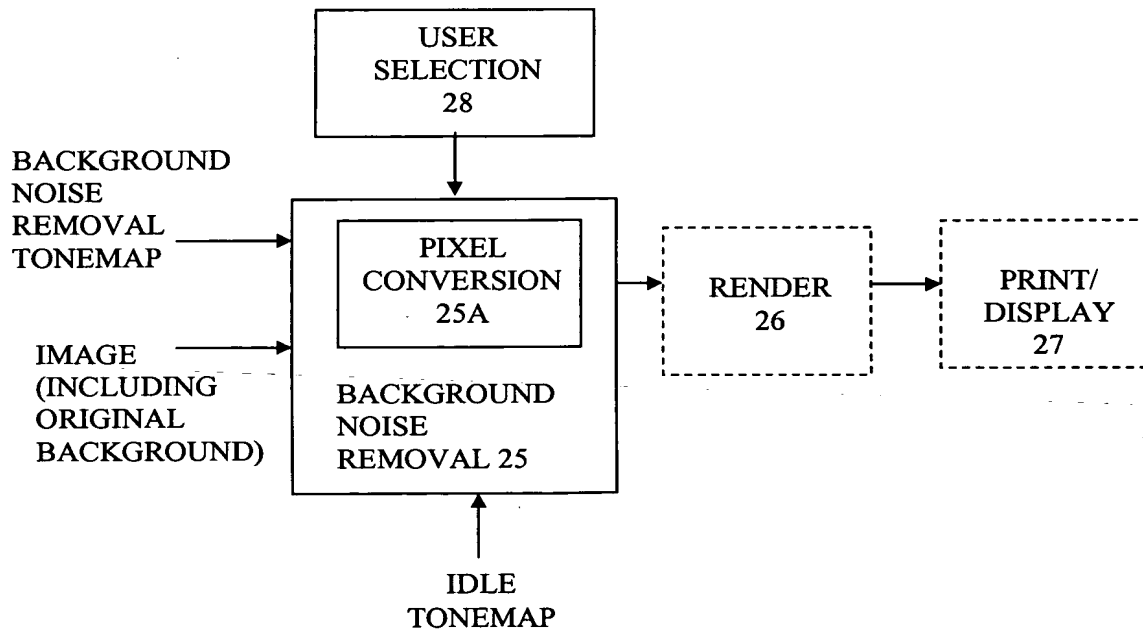 USER
SELECTION
28
BACKGROUND
NOISE
REMOVAL
TONEMAP
IMAGE
(INCLUDING
ORIGINAL
BACKGROUND)
PIXEL
CONVERSION
25A
BACKGROUND
NOISE
REMOVAL 25
RENDER
26
PRINT/
DISPLAY
27
IDLE
TONEMAP